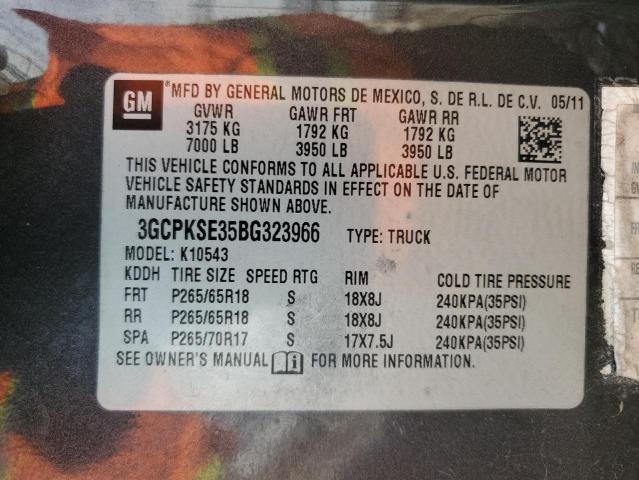 GM ®MFD BY GENERAL MOTORS DE MEXICO, S. DE R.L. DE C.V. 05/11
GVWR GAWR FRT GAWR RR
3175 KG 1792 KG 1792 KG
7000 LB 3950 LB 3950 LB
THIS VEHICLE CONFORMS TO ALL APPLICABLE U.S. FEDERAL MOTOR
VEHICLE SAFETY STANDARDS IN EFFECT ON THE DATE OF
MANUFACTURE SHOWN ABOVE.
3GCPKSE35BG323966 TYPE: TRUCK
MODEL: K10543
KDDH TIRE SIZE SPEED RTG RIM COLD TIRE PRESSURE
FRT P265/65R18 S 18X8J 240KPA(35PSI)
RR P265/65R18 S 18X8J 240KPA(35PSI)
SPA P265/70R17 S 17X7.5J 240KPA(35PSI)
SEE OWNER'S MANUAL i FOR MORE INFORMATION.